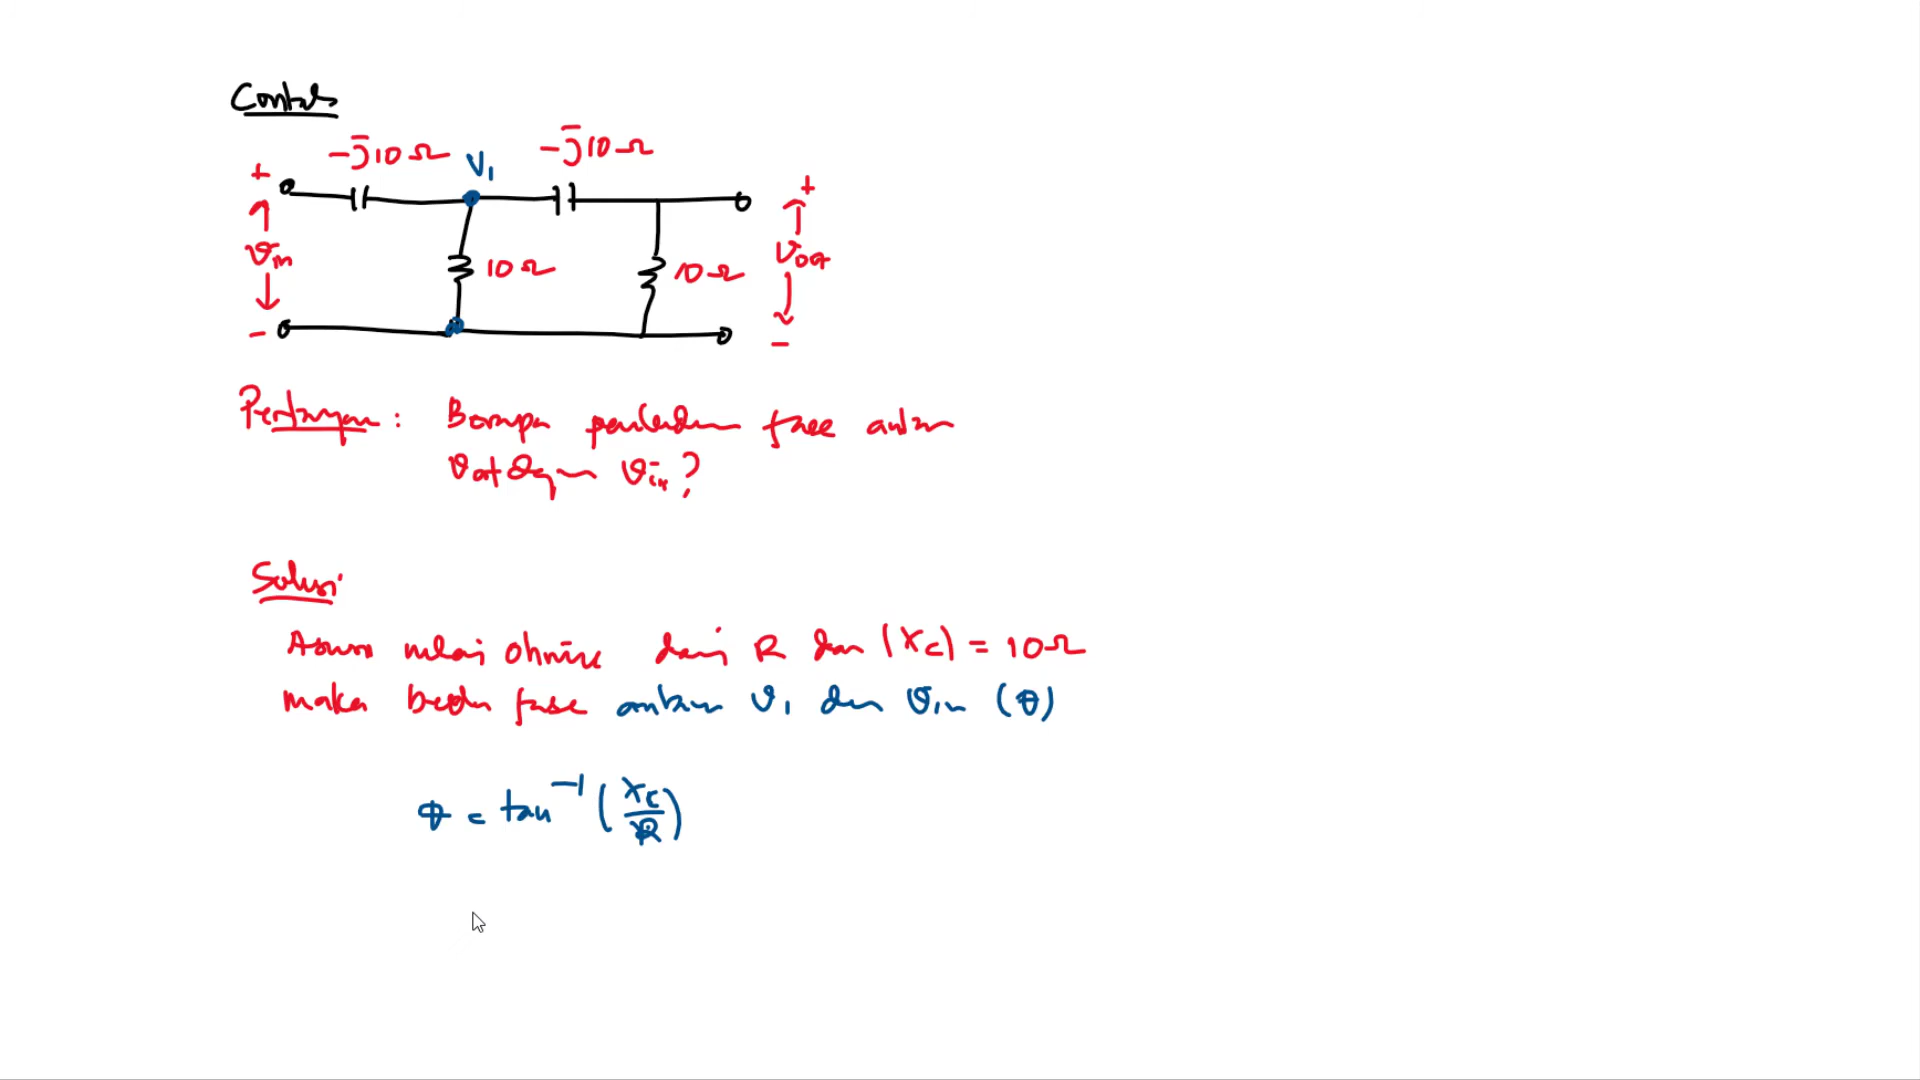 Contoh
-j10Ω V1 -j10Ω
+ +
Vin 10Ω 10Ω Vout
- -
Pertanyaan : Berapa perbedaan fase antara
Vout dengan Vin ?
Solusi
Karena nilai ohmic dari R dan |Xc| = 10Ω
maka beda fase antara V1 dan Vin (θ)
φ = tan⁻¹ (Xc/R)